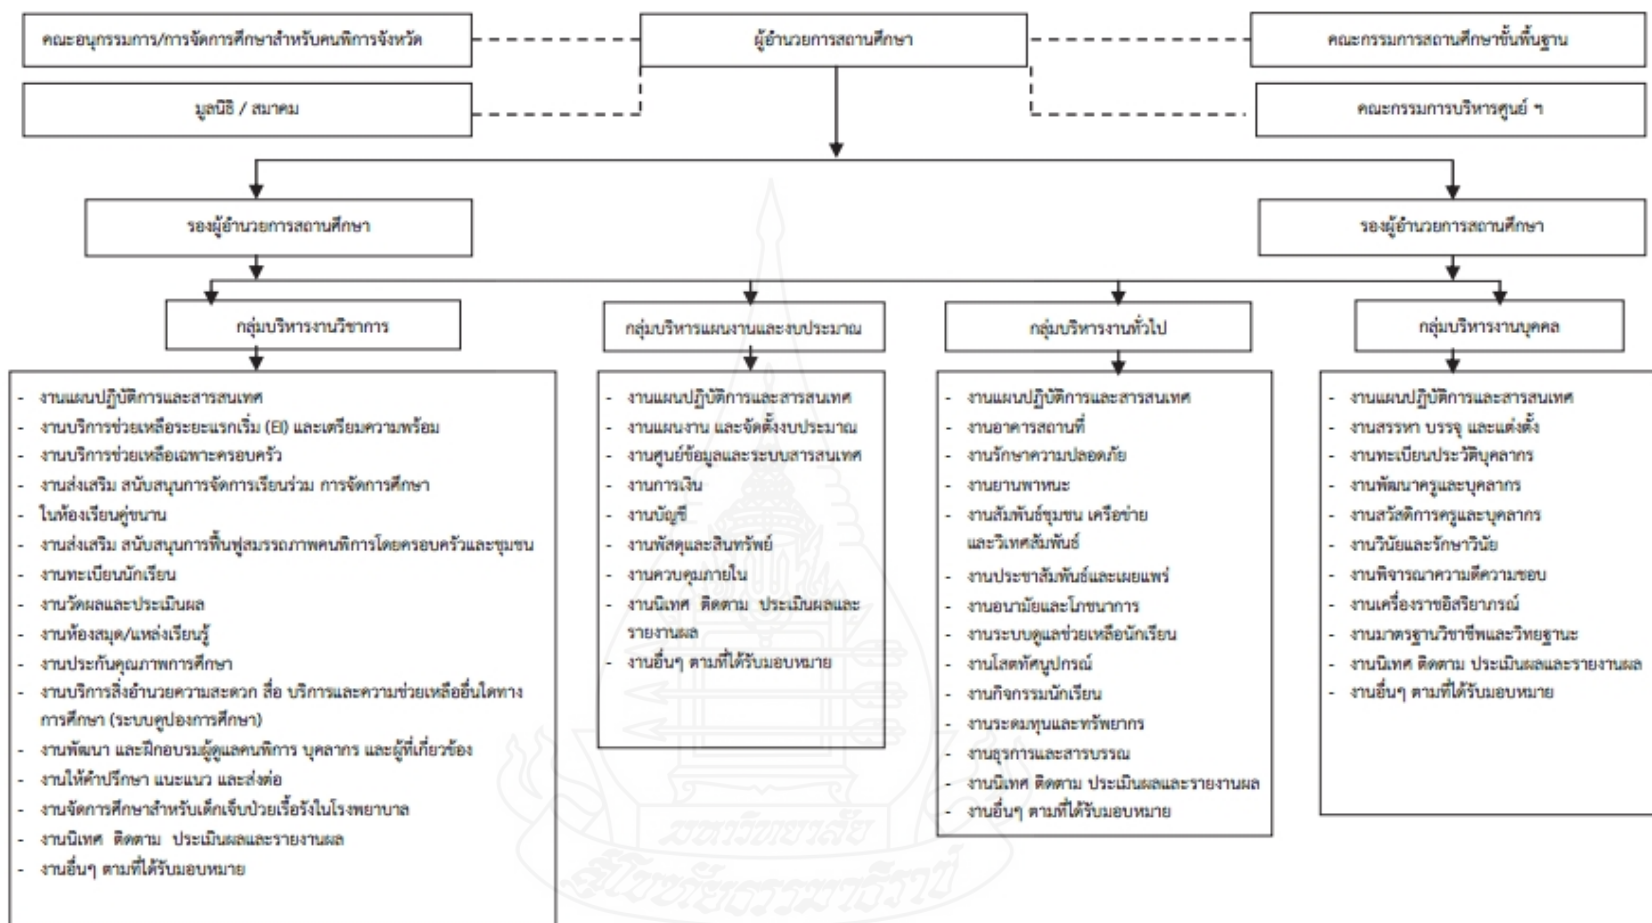 คณะอนุกรรมการ/การจัดการศึกษาสำหรับคนพิการจังหวัด
ผู้อำนวยการสถานศึกษา
คณะกรรมการสถานศึกษาขั้นพื้นฐาน
มูลนิธิ / สมาคม
คณะกรรมการบริหารศูนย์ ฯ
รองผู้อำนวยการสถานศึกษา
รองผู้อำนวยการสถานศึกษา
กลุ่มบริหารงานวิชาการ
- งานแผนปฏิบัติการและสารสนเทศ
- งานบริการช่วยเหลือระยะแรกเริ่ม (EI) และเตรียมความพร้อม
- งานบริการช่วยเหลือเฉพาะครอบครัว
- งานส่งเสริม สนับสนุนการจัดการเรียนร่วม การจัดการศึกษา
- ในห้องเรียนคู่ขนาน
- งานส่งเสริม สนับสนุนการฟื้นฟูสมรรถภาพคนพิการโดยครอบครัวและชุมชน
- งานทะเบียนนักเรียน
- งานวัดผลและประเมินผล
- งานห้องสมุด/แหล่งเรียนรู้
- งานประกันคุณภาพการศึกษา
- งานบริการสิ่งอำนวยความสะดวก สื่อ บริการและความช่วยเหลืออื่นใดทาง
การศึกษา (ระบบคูปองการศึกษา)
- งานพัฒนา และฝึกอบรมผู้ดูแลคนพิการ บุคลากร และผู้ที่เกี่ยวข้อง
- งานให้คำปรึกษา แนะแนว และส่งต่อ
- งานจัดการศึกษาสำหรับเด็กเจ็บป่วยเรื้อรังในโรงพยาบาล
- งานนิเทศ ติดตาม ประเมินผลและรายงานผล
- งานอื่นๆ ตามที่ได้รับมอบหมาย
กลุ่มบริหารแผนงานและงบประมาณ
- งานแผนปฏิบัติการและสารสนเทศ
- งานแผนงาน และจัดตั้งงบประมาณ
- งานศูนย์ข้อมูลและระบบสารสนเทศ
- งานการเงิน
- งานบัญชี
- งานพัสดุและสินทรัพย์
- งานควบคุมภายใน
- งานนิเทศ ติดตาม ประเมินผลและ
รายงานผล
- งานอื่นๆ ตามที่ได้รับมอบหมาย
กลุ่มบริหารงานทั่วไป
- งานแผนปฏิบัติการและสารสนเทศ
- งานอาคารสถานที่
- งานรักษาความปลอดภัย
- งานยานพาหนะ
- งานสัมพันธ์ชุมชน เครือข่าย
และวิเทศสัมพันธ์
- งานประชาสัมพันธ์และเผยแพร่
- งานอนามัยและโภชนาการ
- งานระบบดูแลช่วยเหลือนักเรียน
- งานโสตทัศนูปกรณ์
- งานกิจกรรมนักเรียน
- งานระดมทุนและทรัพยากร
- งานธุรการและสารบรรณ
- งานนิเทศ ติดตาม ประเมินผลและรายงานผล
- งานอื่นๆ ตามที่ได้รับมอบหมาย
กลุ่มบริหารงานบุคคล
- งานแผนปฏิบัติการและสารสนเทศ
- งานสรรหา บรรจุ และแต่งตั้ง
- งานทะเบียนประวัติบุคลากร
- งานพัฒนาครูและบุคลากร
- งานสวัสดิการครูและบุคลากร
- งานวินัยและรักษาวินัย
- งานพิจารณาความดีความชอบ
- งานเครื่องราชอิสริยาภรณ์
- งานมาตรฐานวิชาชีพและวิทยฐานะ
- งานนิเทศ ติดตาม ประเมินผลและรายงานผล
- งานอื่นๆ ตามที่ได้รับมอบหมาย
มหาวิทยาลัย
สุโขทัยธรรมาธิราช